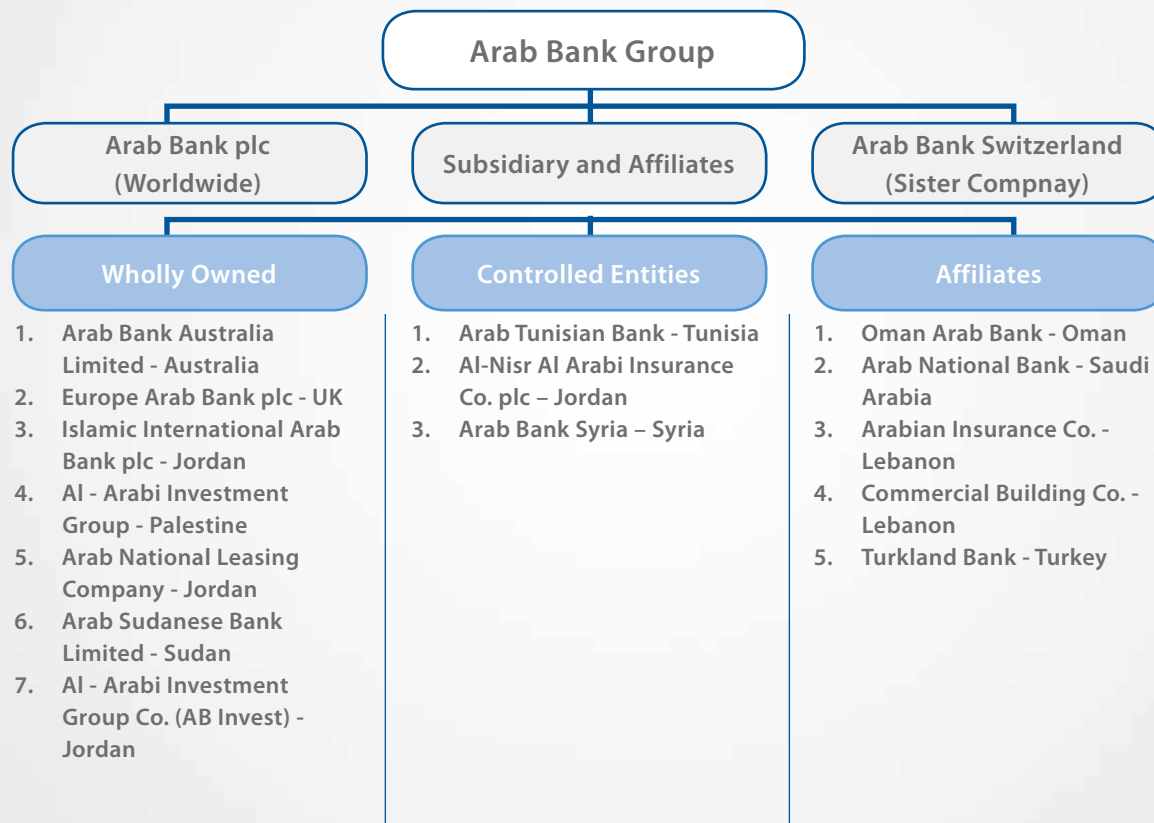 Arab Bank Group
Arab Bank plc
(Worldwide)
Subsidiary and Affiliates
Arab Bank Switzerland
(Sister Compnay)
Wholly Owned
1. Arab Bank Australia
Limited - Australia
2. Europe Arab Bank plc - UK
3. Islamic International Arab
Bank plc - Jordan
4. Al - Arabi Investment
Group - Palestine
5. Arab National Leasing
Company - Jordan
6. Arab Sudanese Bank
Limited - Sudan
7. Al - Arabi Investment
Group Co. (AB Invest) -
Jordan
Controlled Entities
1. Arab Tunisian Bank - Tunisia
2. Al-Nisr Al Arabi Insurance
Co. plc – Jordan
3. Arab Bank Syria – Syria
Affiliates
1. Oman Arab Bank - Oman
2. Arab National Bank - Saudi
Arabia
3. Arabian Insurance Co. -
Lebanon
4. Commercial Building Co. -
Lebanon
5. Turkland Bank - Turkey